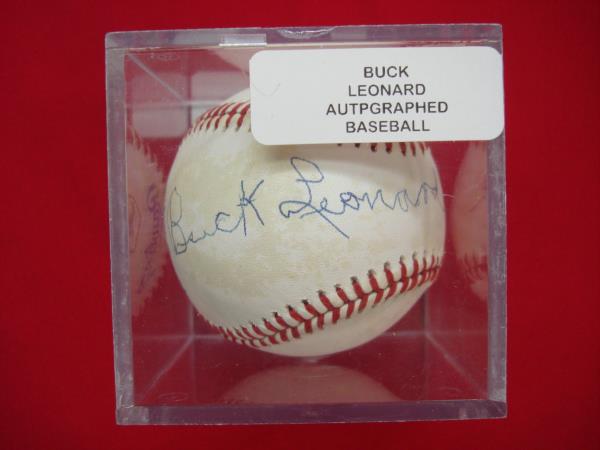 BUCK
LEONARD
AUTPGRAPHED
BASEBALL
Buck Leonard